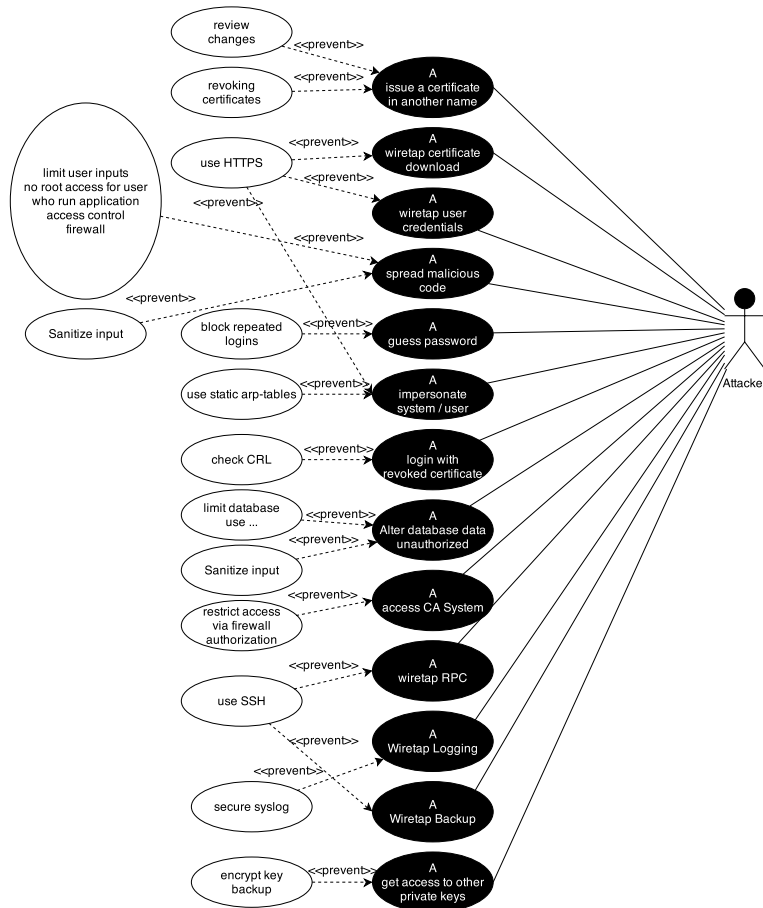 review
changes
<<prevent>>
A
issue a certificate
in another name
revoking
certificates
<<prevent>>
use HTTPS
<<prevent>>
A
wiretap certificate
download
<<prevent>>
<<prevent>>
A
wiretap user
credentials
limit user inputs
no root access for user
who run application
access control
firewall
<<prevent>>
A
spread malicious
code
<<prevent>>
Sanitize input
block repeated
logins
<<prevent>>
A
guess password
use static arp-tables
<<prevent>>
A
impersonate
system / user
Attacke
check CRL
<<prevent>>
A
login with
revoked certificate
limit database
use ...
<<prevent>>
A
Alter database data
unauthorized
<<prevent>>
Sanitize input
restrict access
via firewall
authorization
<<prevent>>
A
access CA System
use SSH
<<prevent>>
A
wiretap RPC
<<prevent>>
A
Wiretap Logging
<<prevent>>
secure syslog
A
Wiretap Backup
encrypt key
backup
<<prevent>>
A
get access to other
private keys